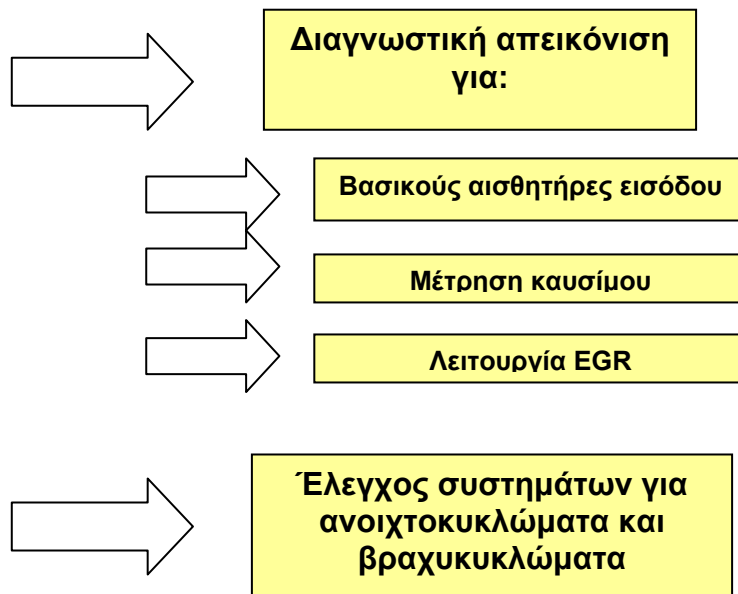 Διαγνωστική απεικόνιση
για:
Βασικούς αισθητήρες εισόδου
Μέτρηση καυσίμου
Λειτουργία EGR
Έλεγχος συστημάτων για
ανοιχτοκυκλώματα και
βραχυκυκλώματα